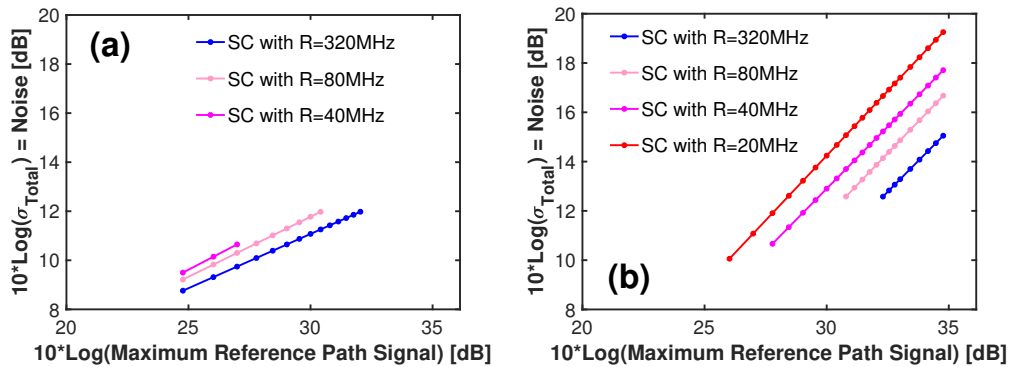 20
18
16
14
12
10
8
20
25
30
35
10*Log(σTotal) = Noise [dB]
10*Log(Maximum Reference Path Signal) [dB]
(a)
SC with R=320MHz
SC with R=80MHz
SC with R=40MHz
20
18
16
14
12
10
8
20
25
30
35
10*Log(σTotal) = Noise [dB]
10*Log(Maximum Reference Path Signal) [dB]
(b)
SC with R=320MHz
SC with R=80MHz
SC with R=40MHz
SC with R=20MHz